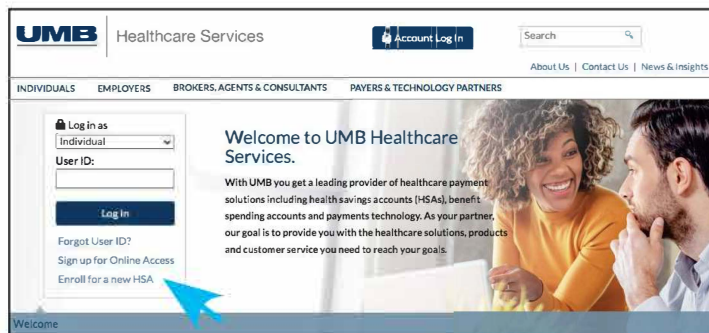 UMB Healthcare Services
Account Log In
Search
About Us | Contact Us | News & Insights
INDIVIDUALS EMPLOYERS BROKERS, AGENTS & CONSULTANTS PAYERS & TECHNOLOGY PARTNERS
Log in as
Individual
User ID:
Log In
Forgot User ID?
Sign up for Online Access
Enroll for a new HSA
Welcome to UMB Healthcare
Services.
With UMB you get a leading provider of healthcare payment
solutions including health savings accounts (HSAs), benefit
spending accounts and payments technology. As your partner,
our goal is to provide you with the healthcare solutions, products
and customer service you need to reach your goals.
Welcome